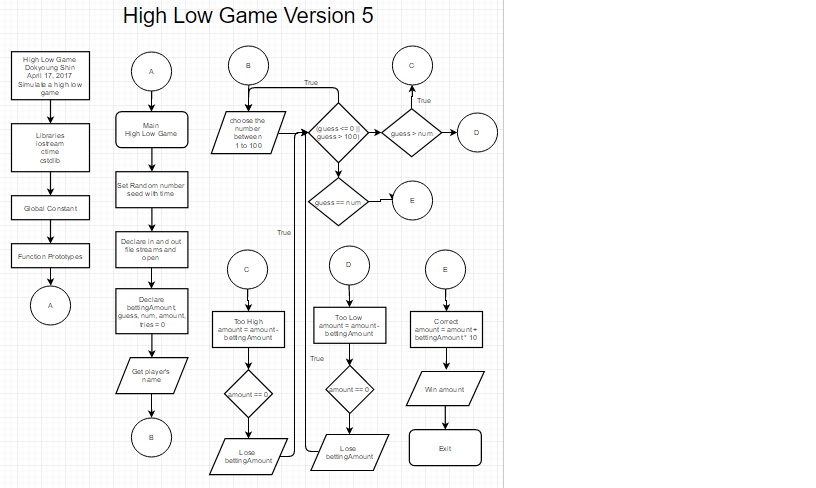 High Low Game Version 5
High Low Game
Dokyoung Shin
April 17, 2017
Simulate a high low
game
Libraries
iostream
ctime
cstdlib
Global Constant
Function Prototypes
A
A
Main
High Low Game
Set Random number
seed with time
Declare in and out
file streams and
open
Declare
bettingAmount,
guess, num, amount,
tries = 0
Get player's
name
B
B
choose the
number
between
1 to 100
True
(guess <= 0 ||
guess > 100)
guess > num
True
C
D
guess == num
E
True
C
Too High
amount = amount-
bettingAmount
amount == 0
Lose
bettingAmount
D
Too Low
amount = amount-
bettingAmount
True
amount == 0
Lose
bettingAmount
E
Correct
amount = amount+
bettingAmount* 10
Win amount
Exit